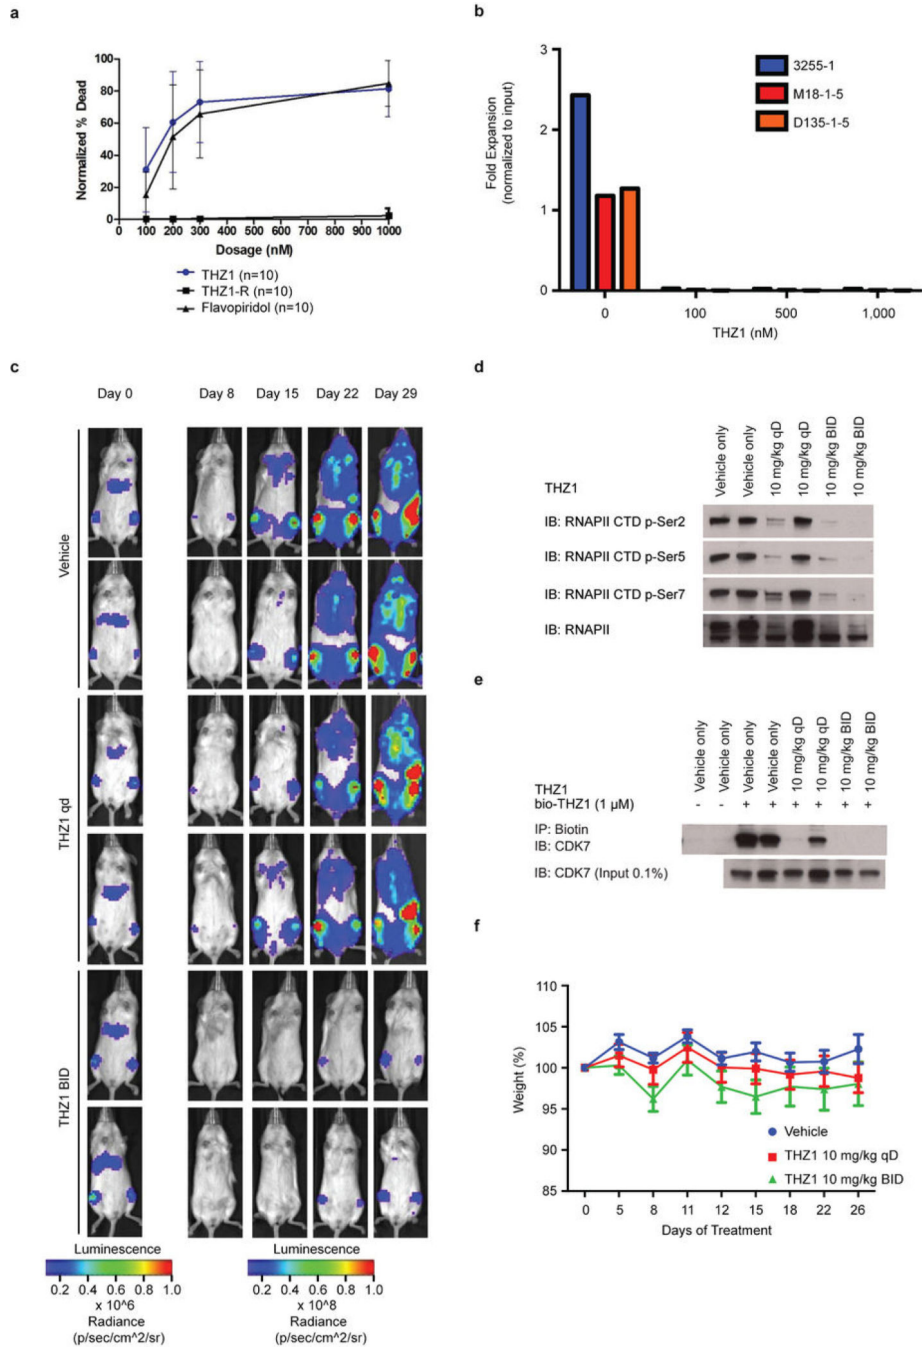 a
100
80
60
40
20
0
Normalized % Dead
0 100 200 300 400 500 600 700 800 900 1000
Dosage (nM)
THZ1 (n=10)
THZ1-R (n=10)
Flavopiridol (n=10)
b
3
2
1
0
Fold Expansion
(normalized to input)
3255-1
M18-1-5
D135-1-5
0 100 500 1,000
THZ1 (nM)
c
Day 0 Day 8 Day 15 Day 22 Day 29
Vehicle
THZ1 qd
THZ1 BID
Luminescence
0.2 0.4 0.6 0.8 1.0
x 10^6
Radiance
(p/sec/cm^2/sr)
Luminescence
0.2 0.4 0.6 0.8 1.0
x 10^8
Radiance
(p/sec/cm^2/sr)
d
THZ1
Vehicle only
Vehicle only
10 mg/kg qD
10 mg/kg qD
10 mg/kg BID
10 mg/kg BID
IB: RNAPII CTD p-Ser2
IB: RNAPII CTD p-Ser5
IB: RNAPII CTD p-Ser7
IB: RNAPII
e
Vehicle only
Vehicle only
Vehicle only
Vehicle only
10 mg/kg qD
10 mg/kg qD
10 mg/kg BID
10 mg/kg BID
THZ1
bio-THZ1 (1 µM) - - + + + + + +
IP: Biotin
IB: CDK7
IB: CDK7 (Input 0.1%)
f
110
105
100
95
90
85
Weight (%)
Vehicle
THZ1 10 mg/kg qD
THZ1 10 mg/kg BID
0 5 8 11 12 15 18 22 26
Days of Treatment